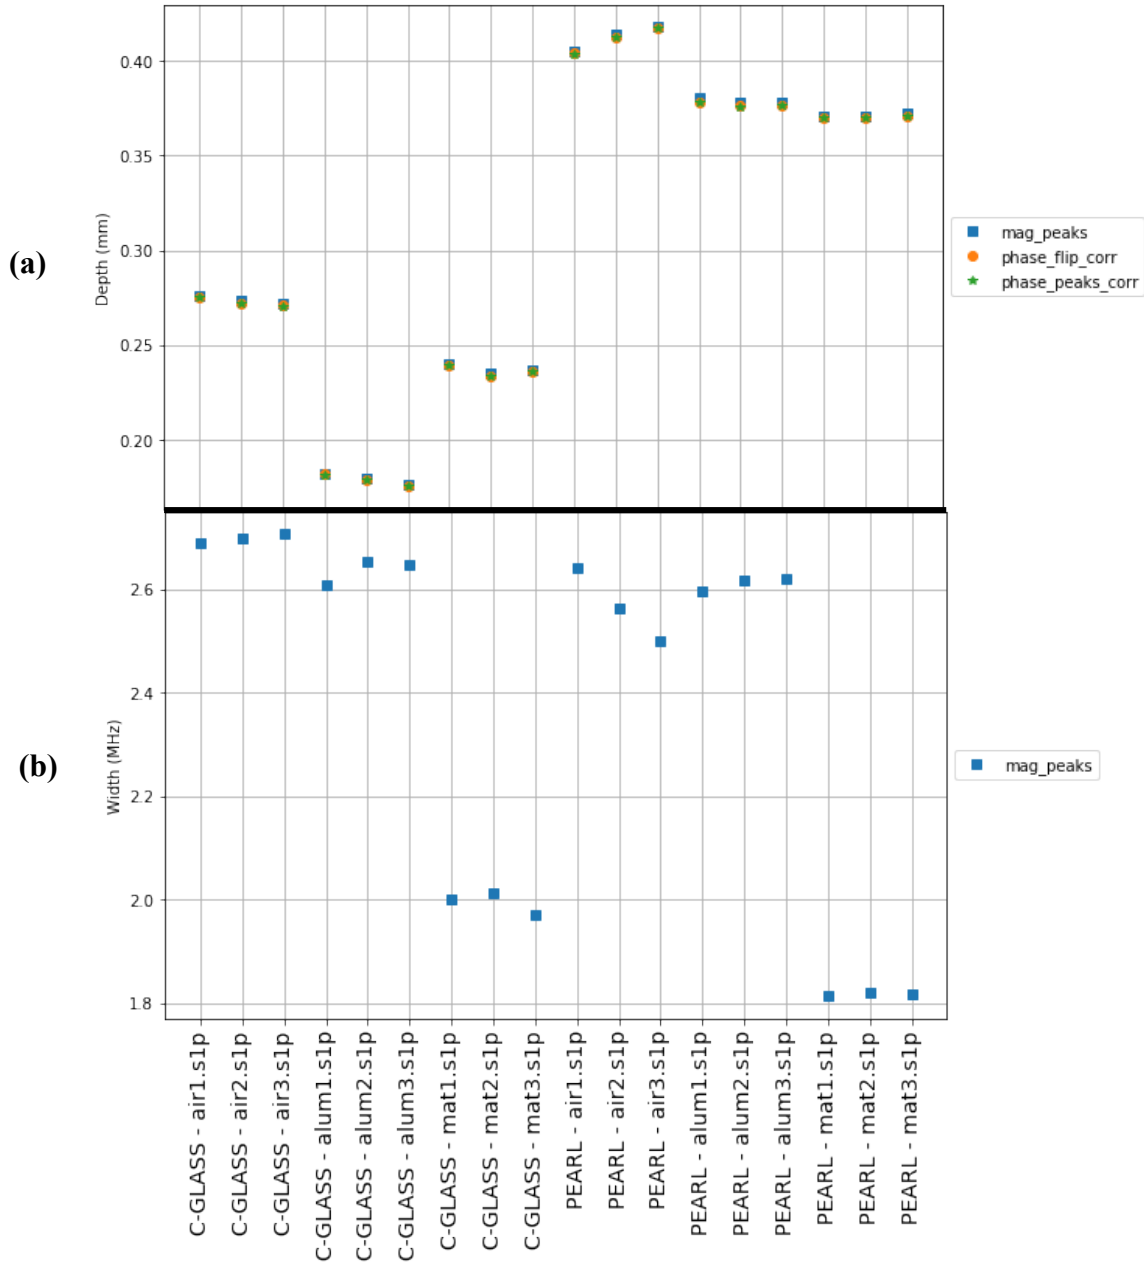 (a)
Depth (mm)
0.40
0.35
0.30
0.25
0.20
mag_peaks
phase_flip_corr
phase_peaks_corr
(b)
Width (MHz)
2.6
2.4
2.2
2.0
1.8
mag_peaks
C-GLASS - air1.s1p
C-GLASS - air2.s1p
C-GLASS - air3.s1p
C-GLASS - alum1.s1p
C-GLASS - alum2.s1p
C-GLASS - alum3.s1p
C-GLASS - mat1.s1p
C-GLASS - mat2.s1p
C-GLASS - mat3.s1p
PEARL - air1.s1p
PEARL - air2.s1p
PEARL - air3.s1p
PEARL - alum1.s1p
PEARL - alum2.s1p
PEARL - alum3.s1p
PEARL - mat1.s1p
PEARL - mat2.s1p
PEARL - mat3.s1p